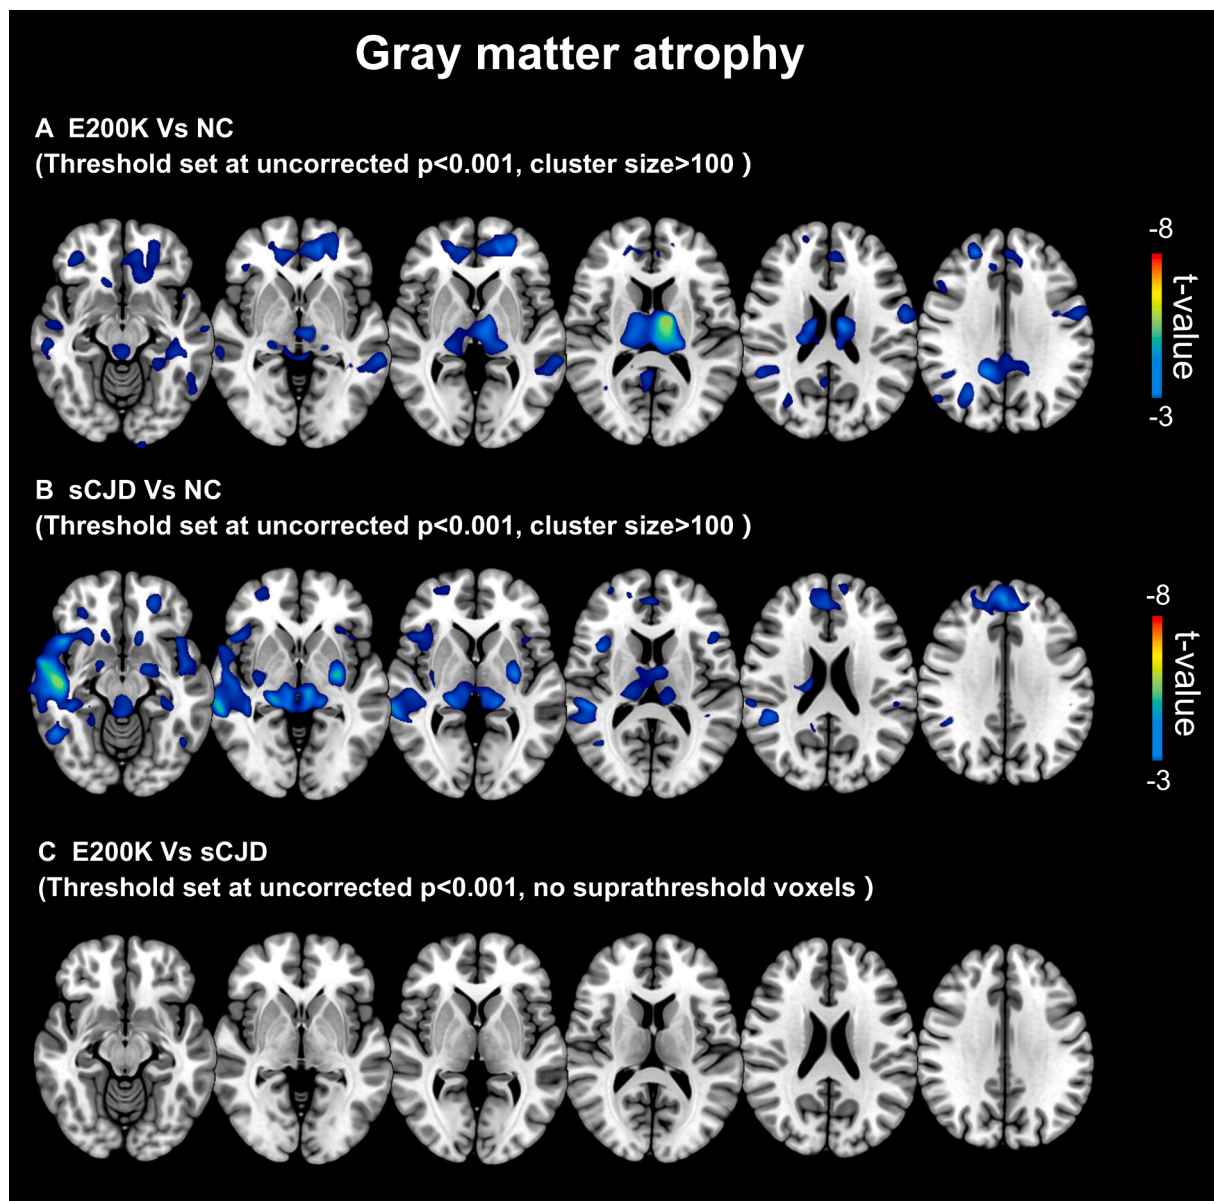 Gray matter atrophy
A  E200K Vs NC
(Threshold set at uncorrected p<0.001, cluster size>100 )
-8
t-value
-3
B  sCJD Vs NC
(Threshold set at uncorrected p<0.001, cluster size>100 )
-8
t-value
-3
C  E200K Vs sCJD
(Threshold set at uncorrected p<0.001, no suprathreshold voxels )